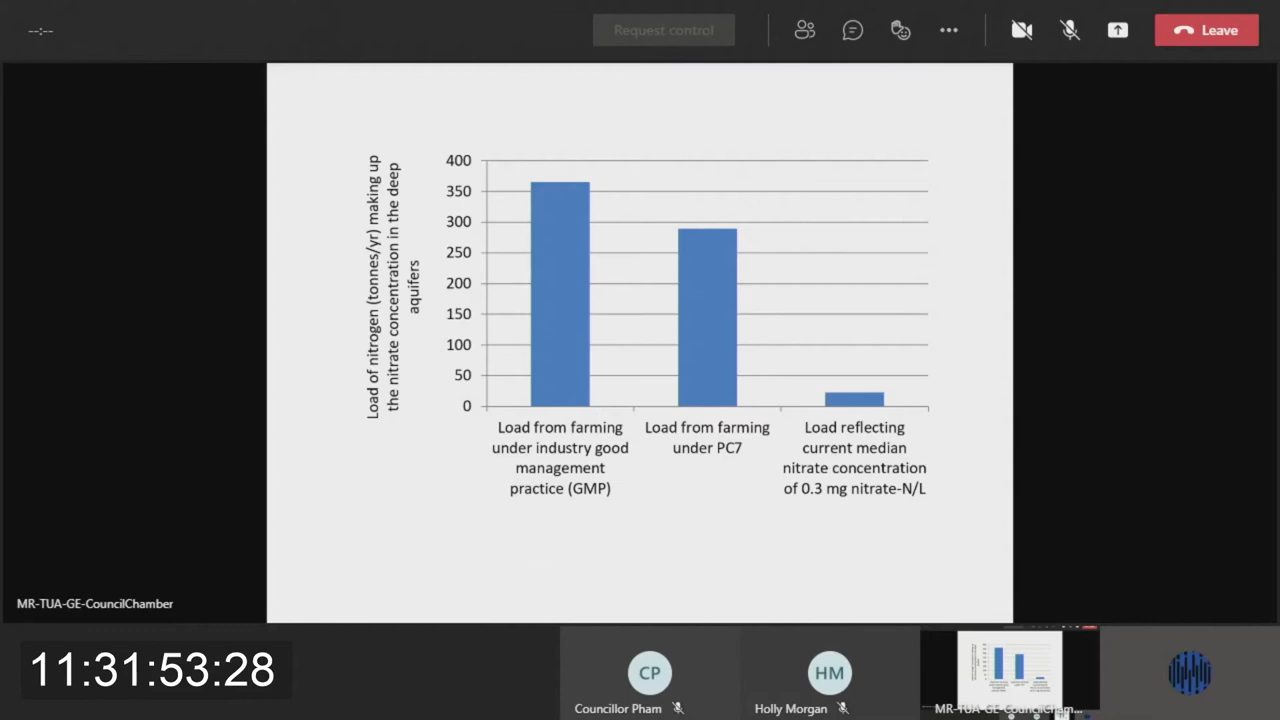 --:--
Request control
Leave
Load of nitrogen (tonnes/yr) making up
the nitrate concentration in the deep
aquifers
400
350
300
250
200
150
100
50
0
Load from farming
under industry good
management
practice (GMP)
Load from farming
under PC7
Load reflecting
current median
nitrate concentration
of 0.3 mg nitrate-N/L
MR-TUA-GE-CouncilChamber
11:31:53:28
CP
Councillor Pham
HM
Holly Morgan
MR-TUA-GE-CouncilCham...